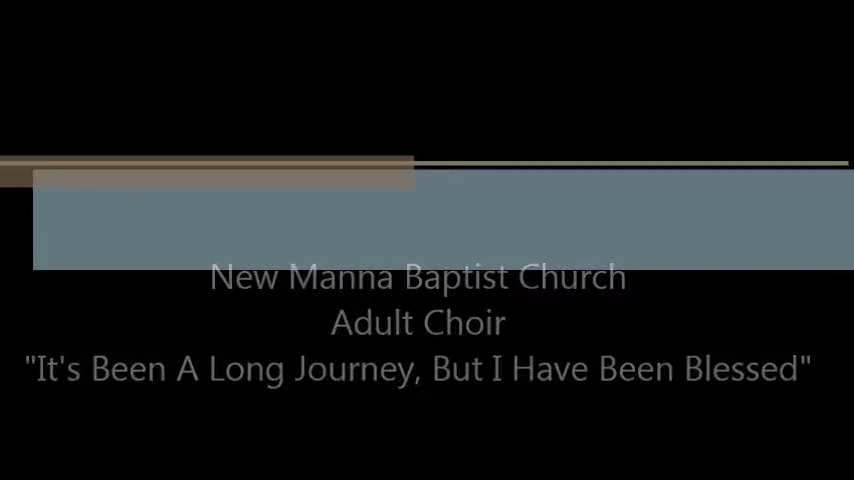 New Manna Baptist Church
Adult Choir
"It's Been A Long Journey, But I Have Been Blessed"